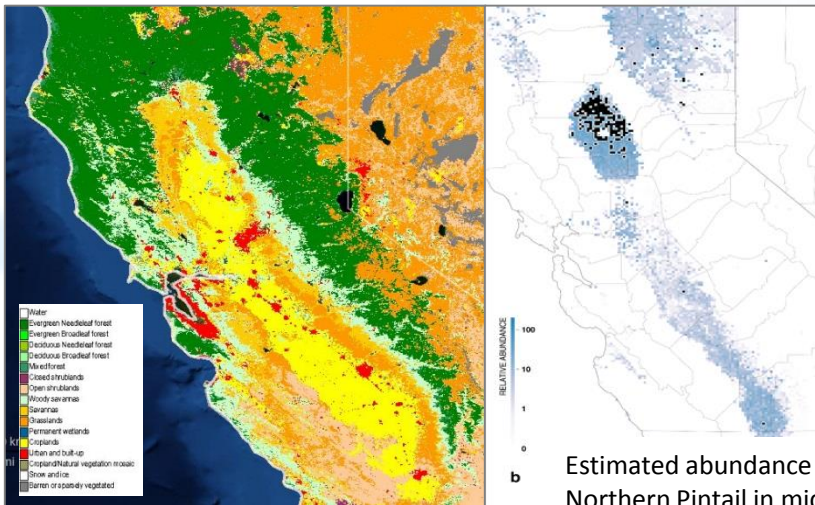 Water
Evergreen Needleleaf forest
Evergreen Broadleaf forest
Deciduous Needleleaf forest
Deciduous Broadleaf forest
Mixed forest
Closed shrublands
Open shrublands
Woody savannas
Savannas
Grasslands
Permanent wetlands
Croplands
Urban and built-up
Cropland/Natural vegetation mosaic
Snow and ice
Barren or sparsely vegetated
RELATIVE ABUNDANCE
100
10
1
0
b
Estimated abundance
Northern Pintail in mid